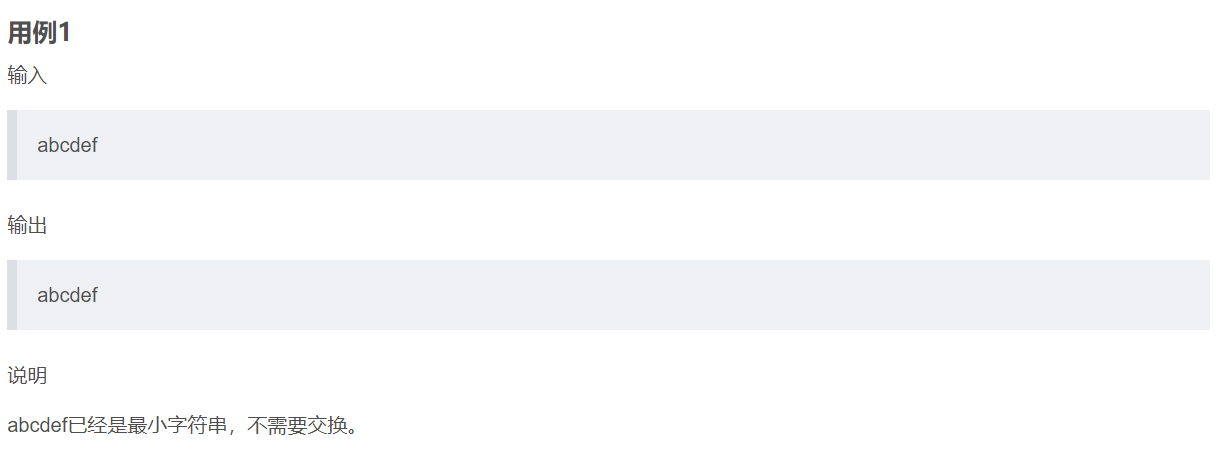 用例1
输入
abcdef
输出
abcdef
说明
abcdef已经是最小字符串，不需要交换。